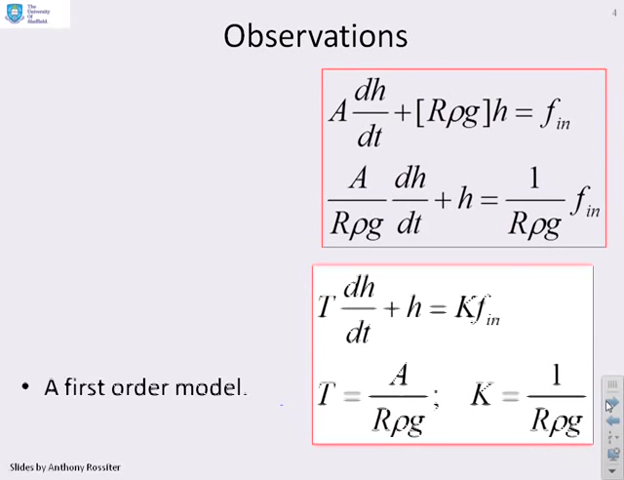 The
University
Of
Sheffield.
4
Observations
A dh/dt + [Rρg]h = f_in
A/Rρg dh/dt + h = 1/Rρg f_in
T dh/dt + h = Kf_in
• A first order model.
T = A/Rρg ; K = 1/Rρg
Slides by Anthony Rossiter